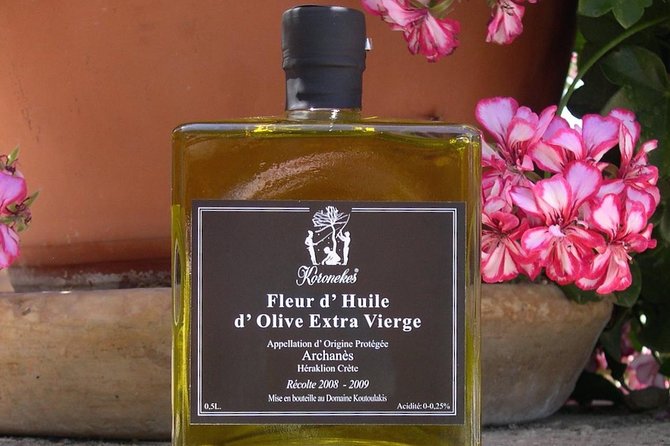 Koronekes
Fleur d' Huile
d' Olive Extra Vierge
Appellation d' Origine Protégée
Archanès
Héraklion Crète
Récolte 2008 - 2009
Mise en bouteille au Domaine Koutoulakis
0,5L. Acidité: 0-0,25%